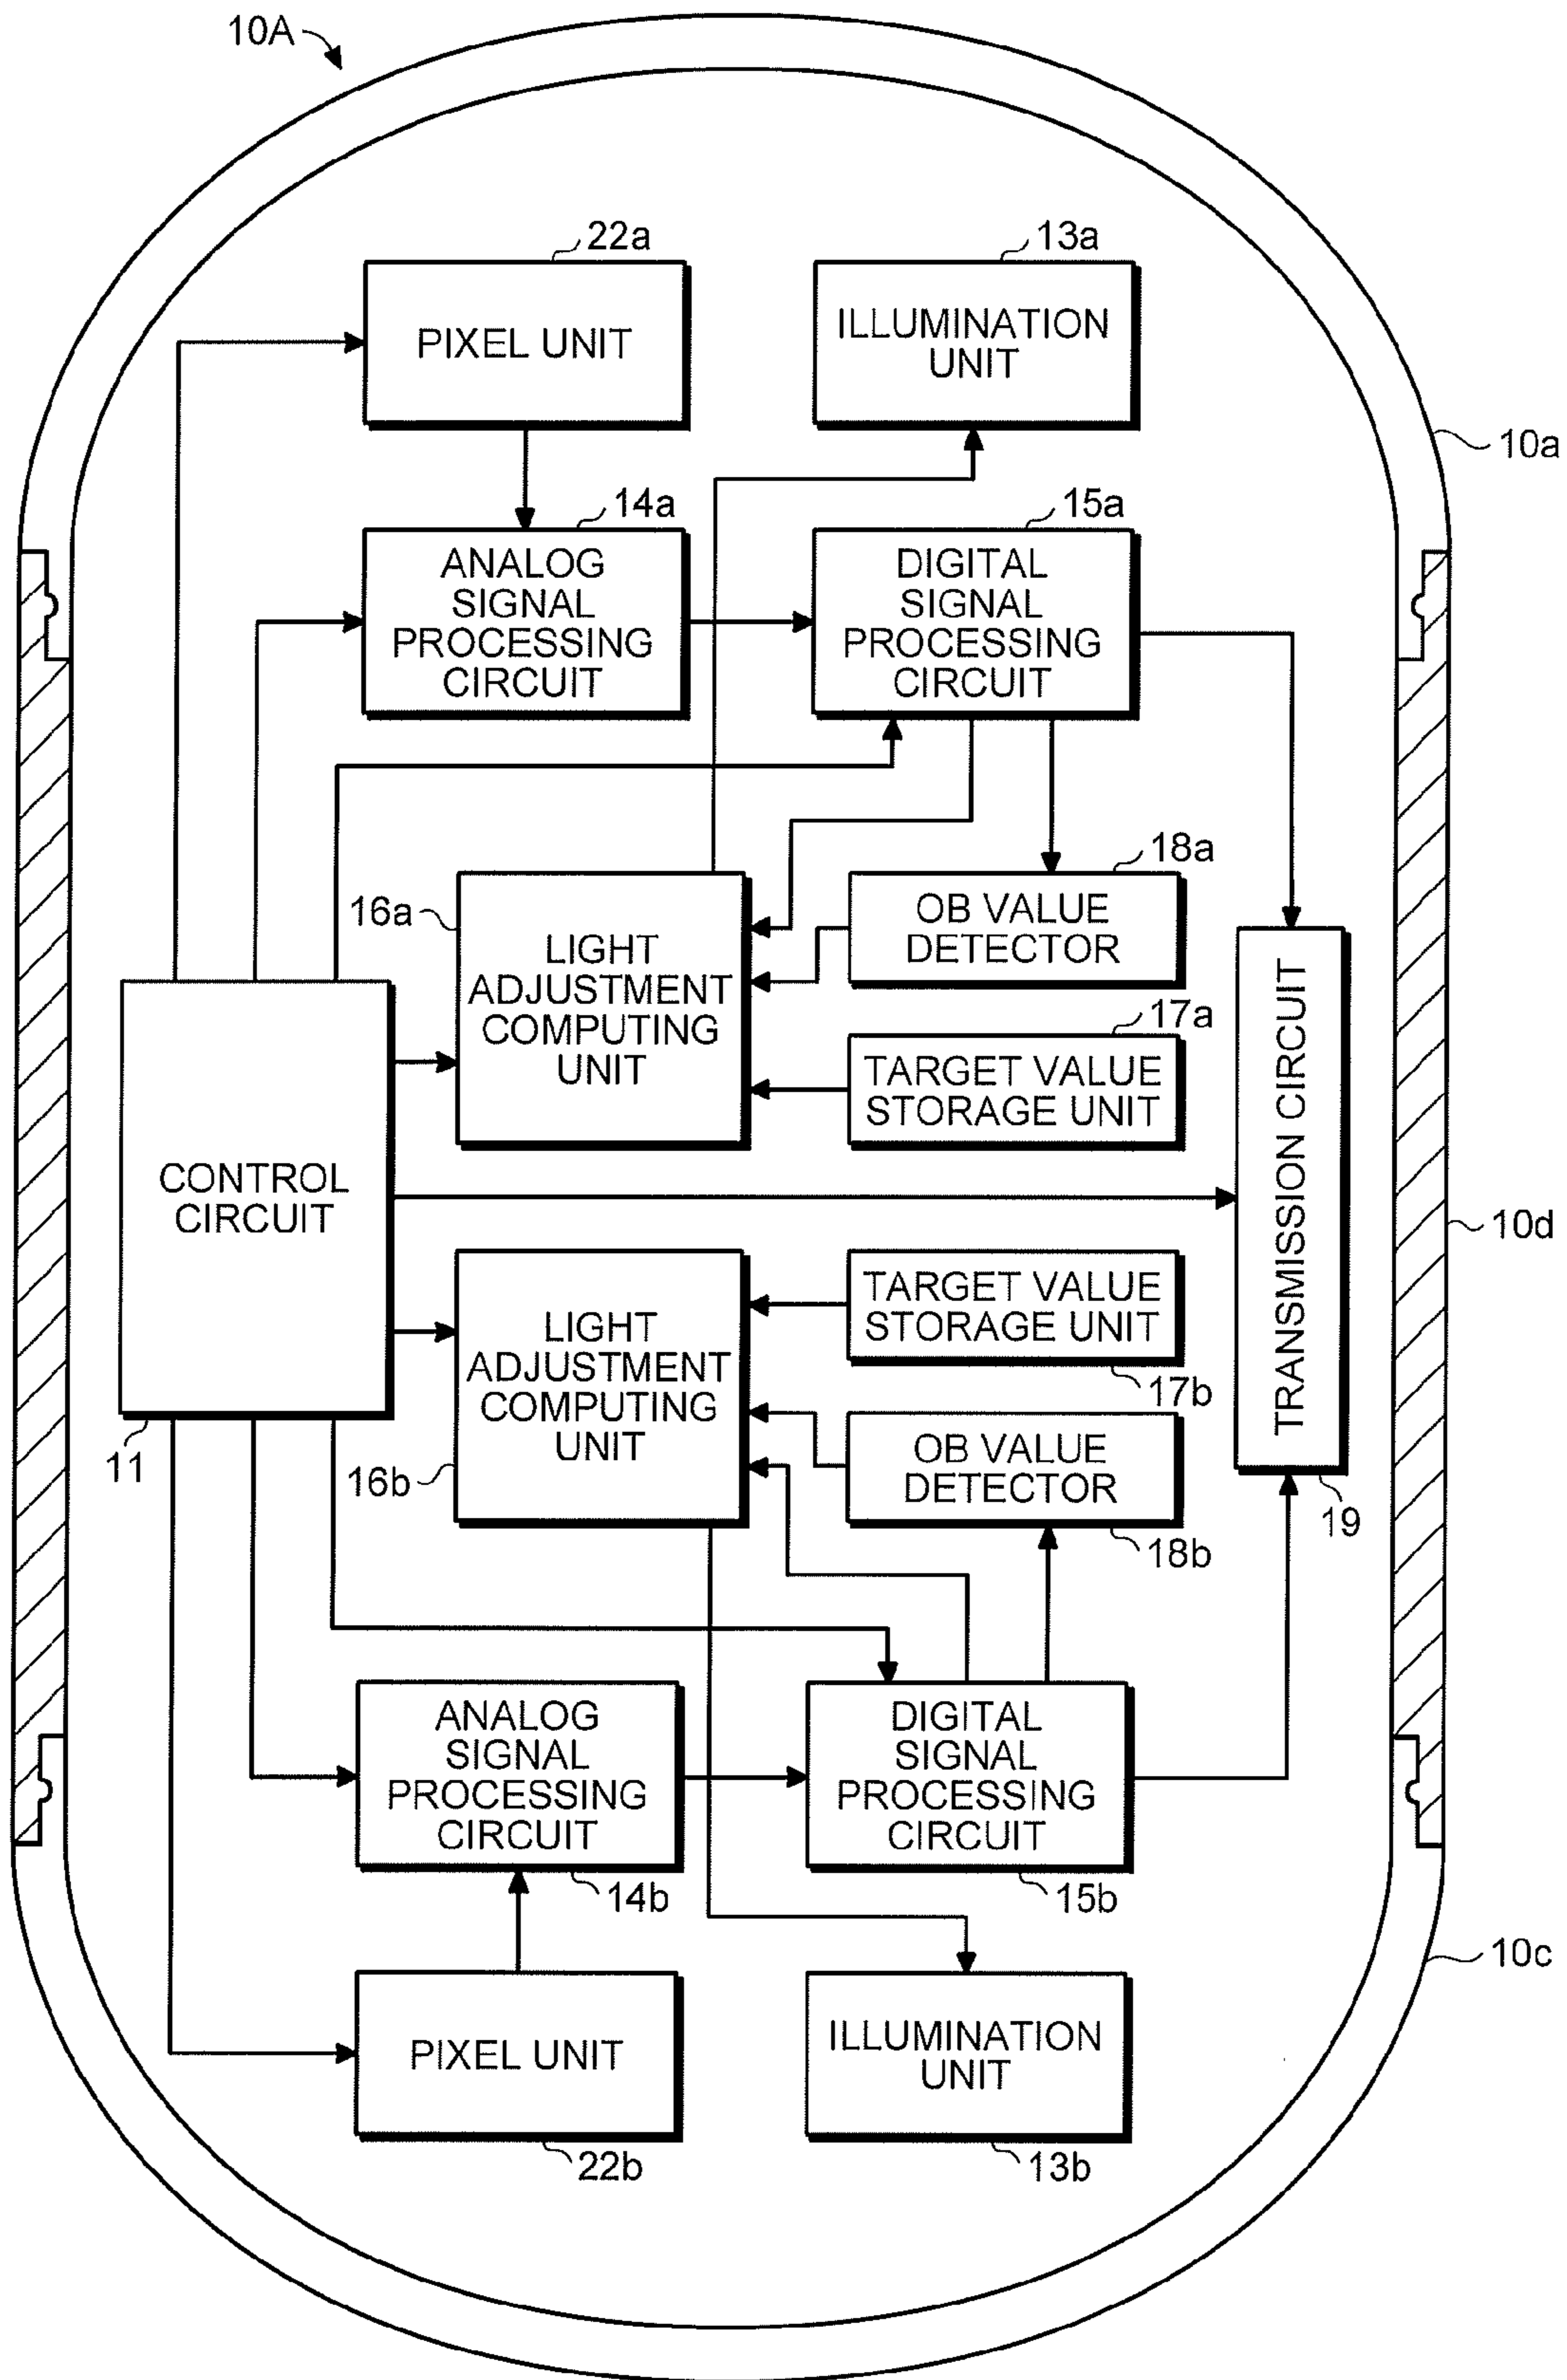 10A
22a
13a
PIXEL UNIT
ILLUMINATION
UNIT
10a
14a
15a
ANALOG
SIGNAL
PROCESSING
CIRCUIT
DIGITAL
SIGNAL
PROCESSING
CIRCUIT
18a
16a
OB VALUE
DETECTOR
LIGHT
ADJUSTMENT
COMPUTING
UNIT
17a
TARGET VALUE
STORAGE UNIT
TRANSMISSION CIRCUIT
CONTROL
CIRCUIT
10d
TARGET VALUE
STORAGE UNIT
LIGHT
ADJUSTMENT
COMPUTING
UNIT
17b
11
16b
OB VALUE
DETECTOR
19
18b
ANALOG
SIGNAL
PROCESSING
CIRCUIT
DIGITAL
SIGNAL
PROCESSING
CIRCUIT
14b
15b
10c
PIXEL UNIT
ILLUMINATION
UNIT
22b
13b